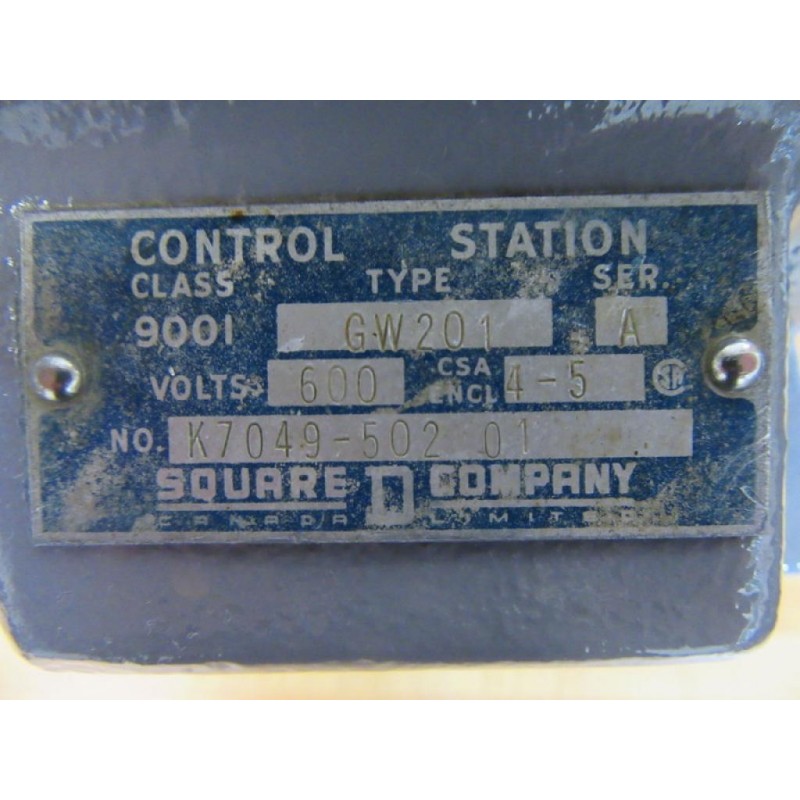 CONTROL STATION
CLASS TYPE SER.
9001 GW201 A
VOLTS 600 CSA ENCL 4-5
NO. K7049-502 01
SQUARE D COMPANY
CANADA LIMITED